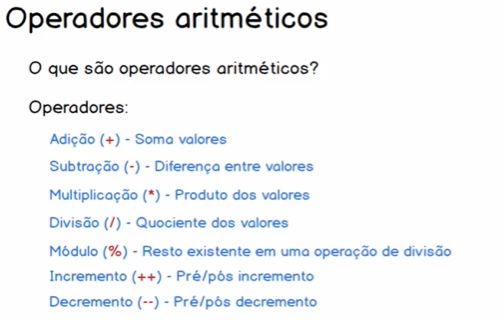 Operadores aritméticos
O que são operadores aritméticos?
Operadores:
Adição (+) - Soma valores
Subtração (-) - Diferença entre valores
Multiplicação (*) - Produto dos valores
Divisão (/) - Quociente dos valores
Módulo (%) - Resto existente em uma operação de divisão
Incremento (++) - Pré/pós incremento
Decremento (--) - Pré/pós decremento